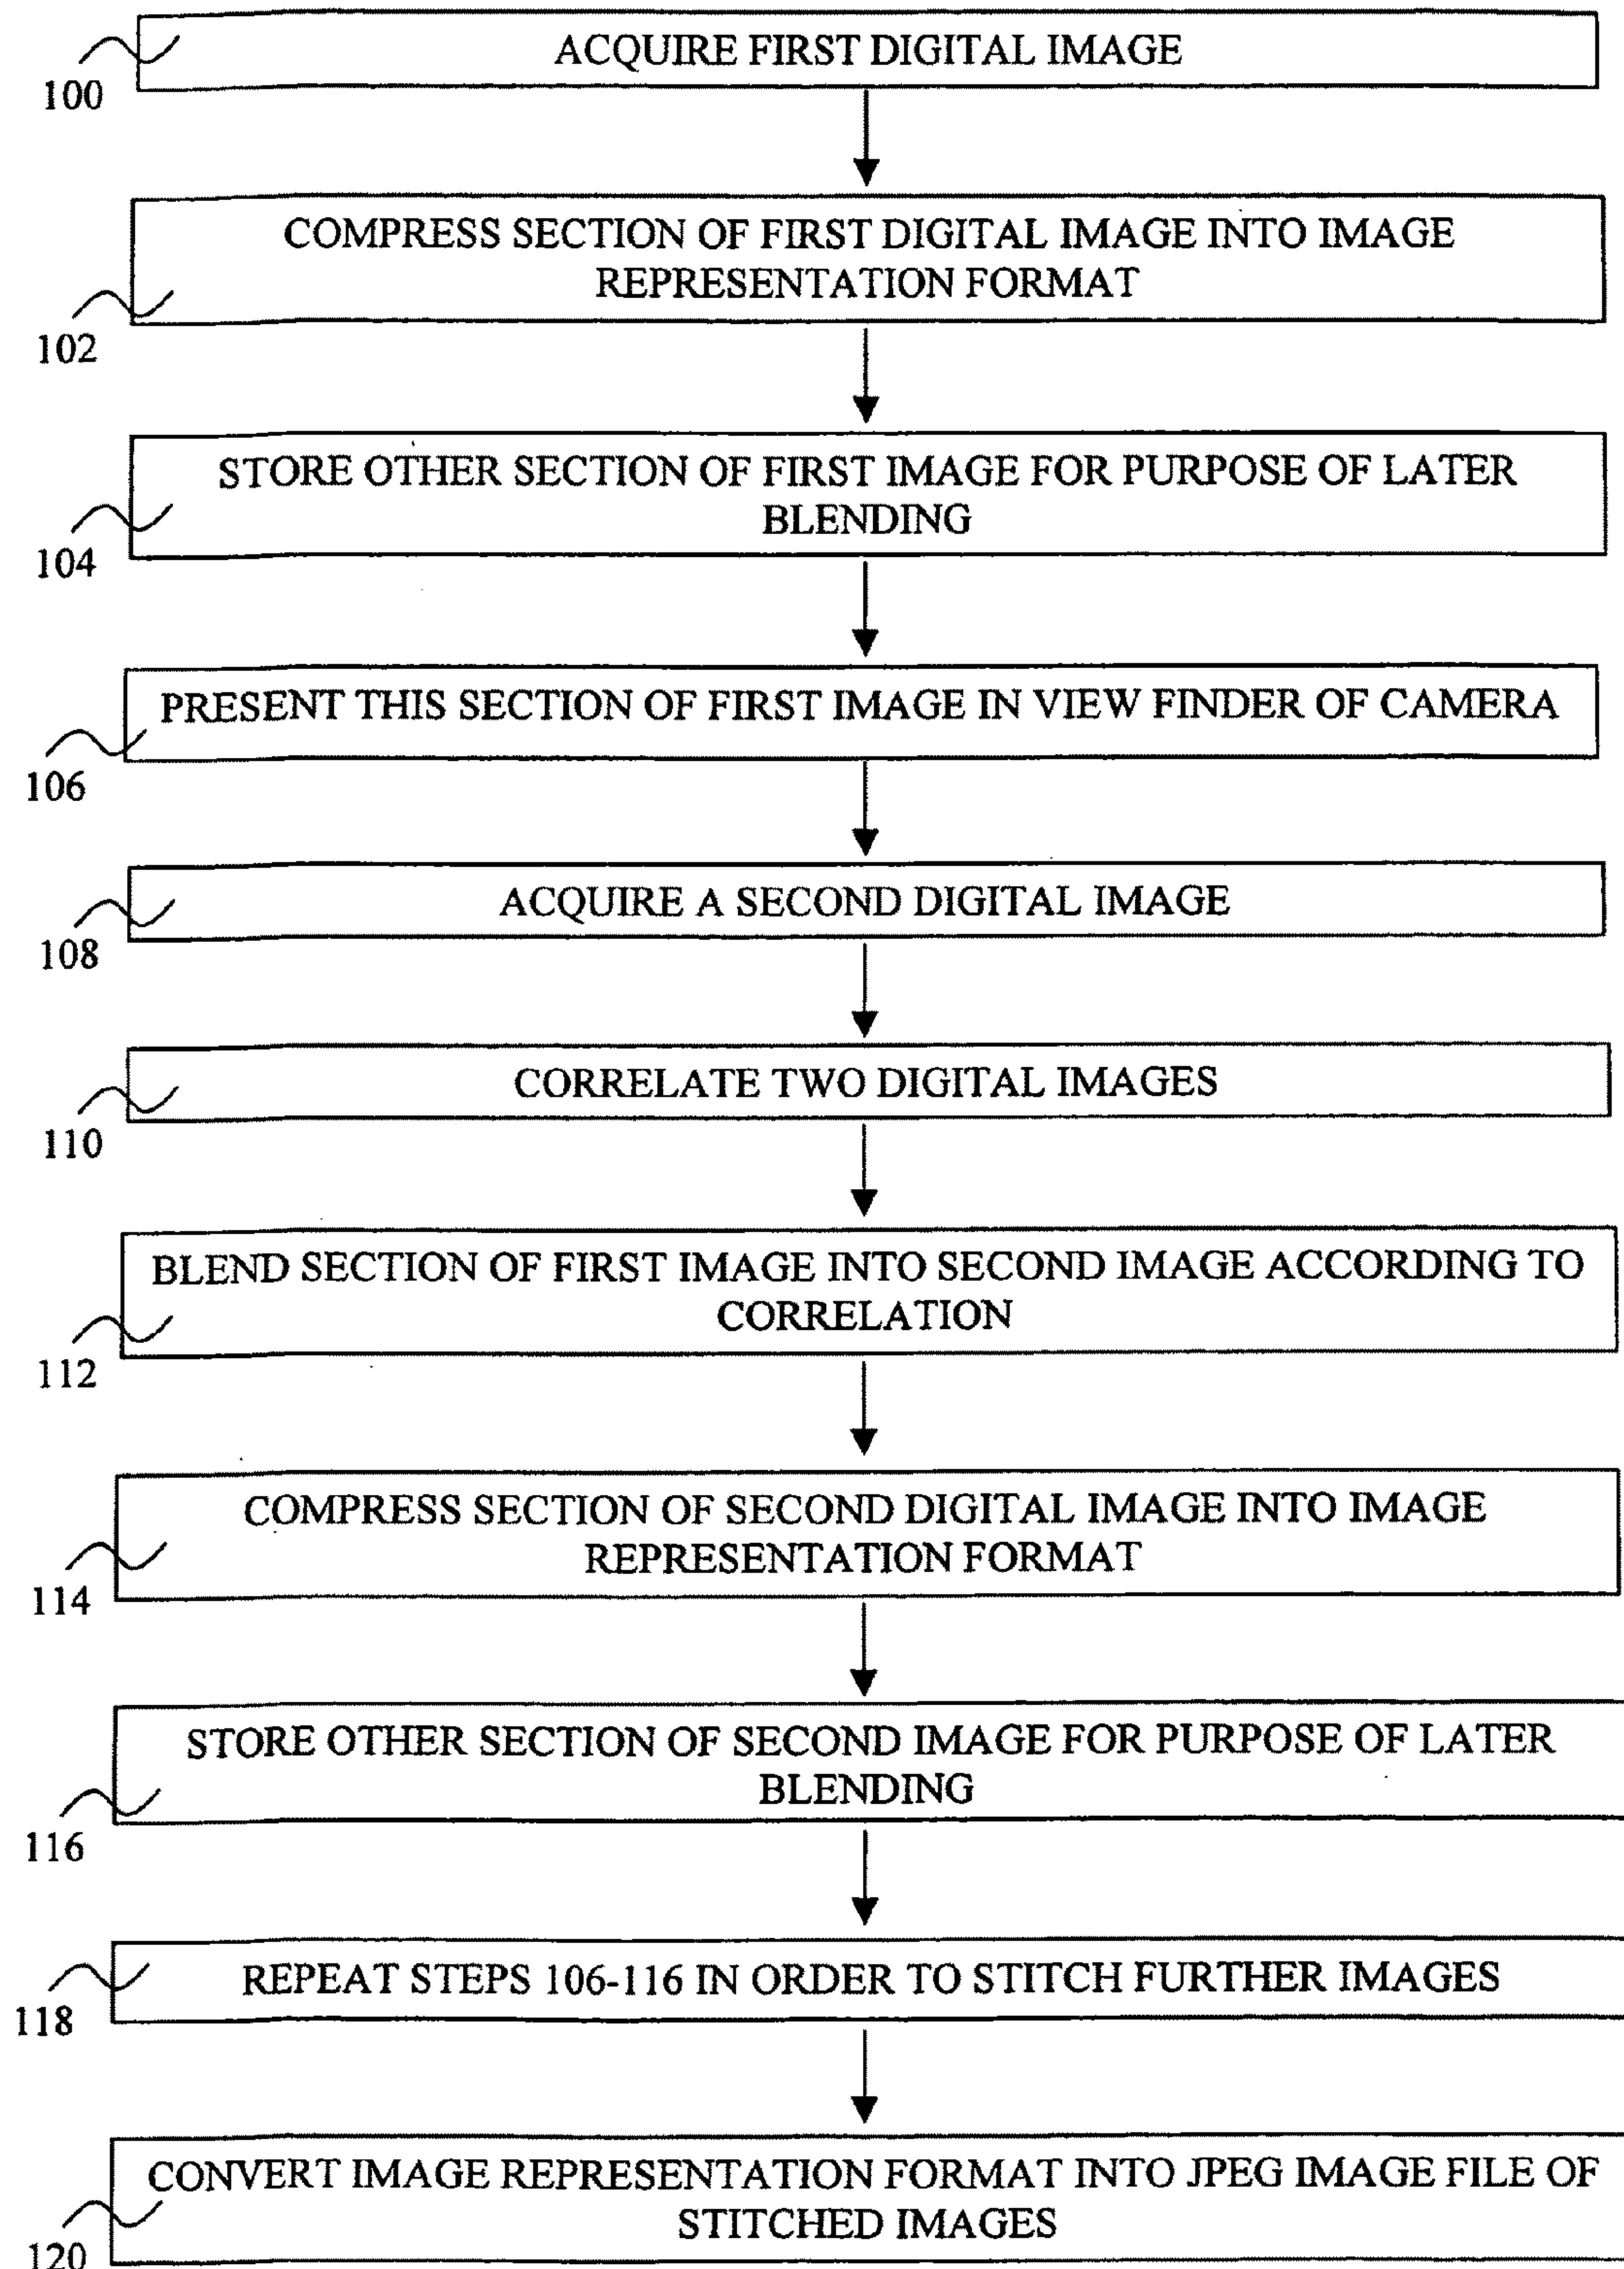 ACQUIRE FIRST DIGITAL IMAGE
100
COMPRESS SECTION OF FIRST DIGITAL IMAGE INTO IMAGE
REPRESENTATION FORMAT
102
STORE OTHER SECTION OF FIRST IMAGE FOR PURPOSE OF LATER
BLENDING
104
PRESENT THIS SECTION OF FIRST IMAGE IN VIEW FINDER OF CAMERA
106
ACQUIRE A SECOND DIGITAL IMAGE
108
CORRELATE TWO DIGITAL IMAGES
110
BLEND SECTION OF FIRST IMAGE INTO SECOND IMAGE ACCORDING TO
CORRELATION
112
COMPRESS SECTION OF SECOND DIGITAL IMAGE INTO IMAGE
REPRESENTATION FORMAT
114
STORE OTHER SECTION OF SECOND IMAGE FOR PURPOSE OF LATER
BLENDING
116
REPEAT STEPS 106-116 IN ORDER TO STITCH FURTHER IMAGES
118
CONVERT IMAGE REPRESENTATION FORMAT INTO JPEG IMAGE FILE OF
STITCHED IMAGES
120